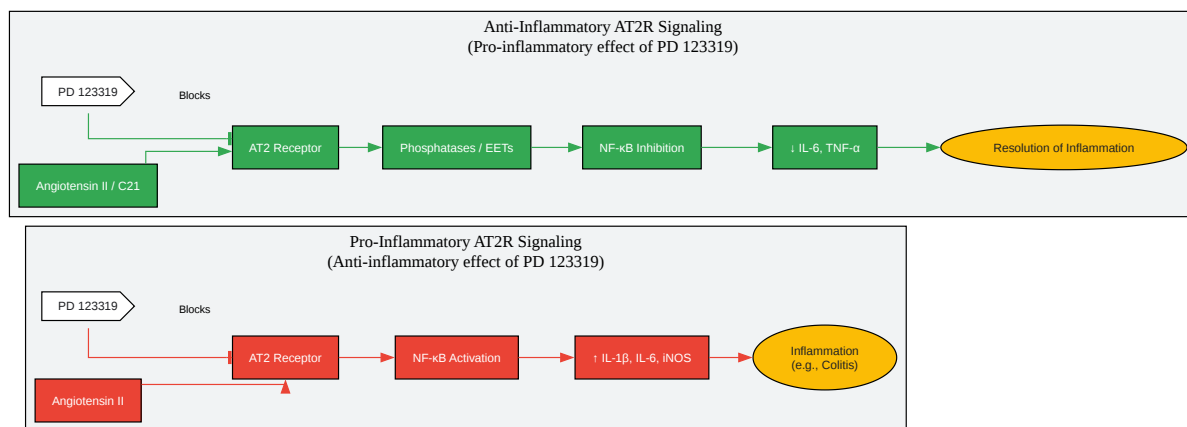 Anti-Inflammatory AT2R Signaling
(Pro-inflammatory effect of PD 123319)
PD 123319
Blocks
AT2 Receptor
Phosphatases / EETs
NF-κB Inhibition
↓ IL-6, TNF-α
Resolution of Inflammation
Angiotensin II / C21
Pro-Inflammatory AT2R Signaling
(Anti-inflammatory effect of PD 123319)
PD 123319
Blocks
AT2 Receptor
NF-κB Activation
↑ IL-1β, IL-6, iNOS
Inflammation
(e.g., Colitis)
Angiotensin II